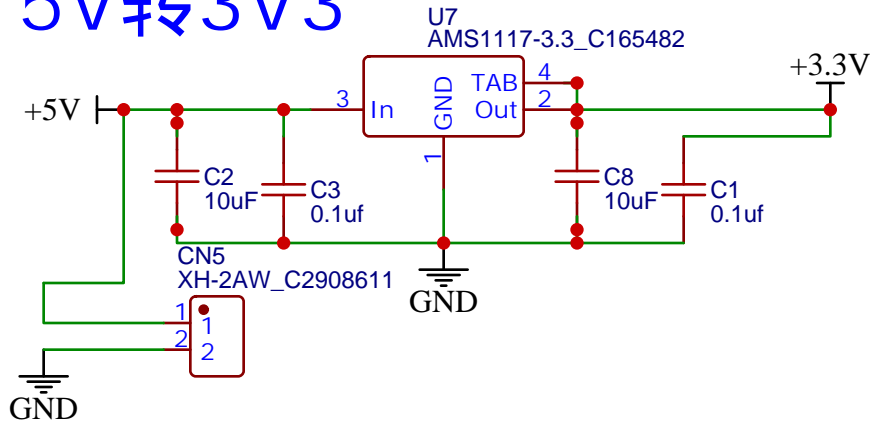 5V转3V3
U7
AMS1117-3.3_C165482
+5V
3
In
GND
1
TAB
4
Out
2
+3.3V
C2
10uF
C3
0.1uf
C8
10uF
C1
0.1uf
GND
CN5
XH-2AW_C2908611
1
1
2
2
GND